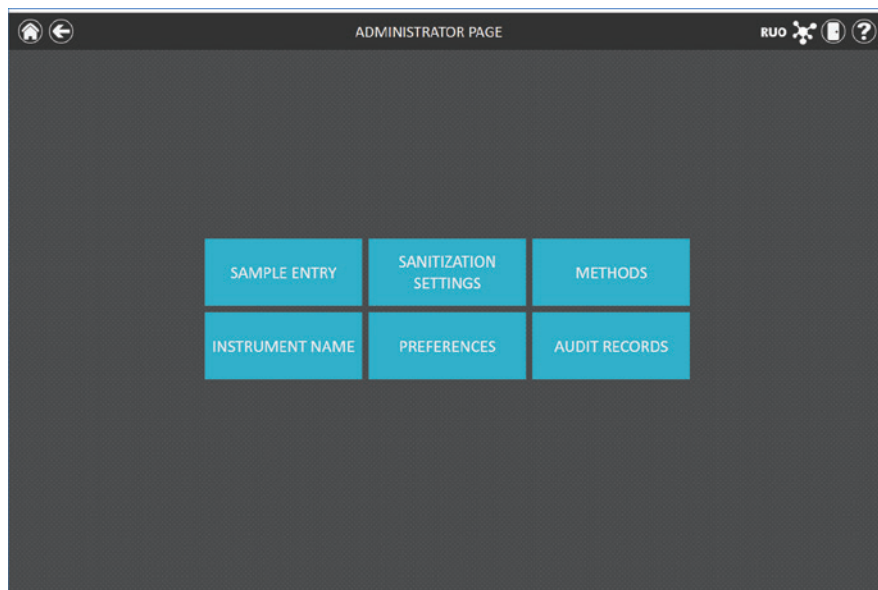 ADMINISTRATOR PAGE
RUO
?
SAMPLE ENTRY
SANITIZATION
SETTINGS
METHODS
INSTRUMENT NAME
PREFERENCES
AUDIT RECORDS